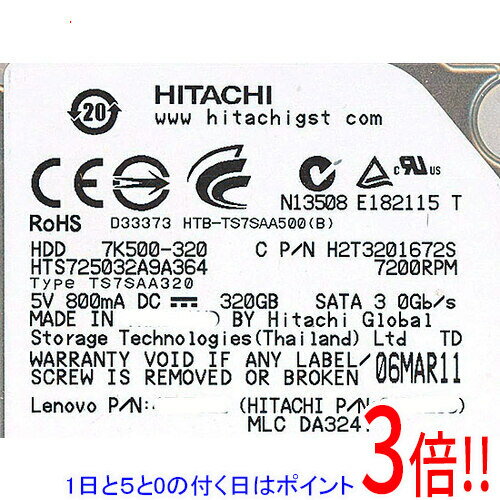 20
HITACHI
www hitachigst com
N13508 E182115 T
RoHS D33373 HTB-TS7SAA500(B)
HDD 7K500-320 C P/N H2T3201672S
HTS725032A9A364 7200RPM
Type TS7SAA320
5V 800mA DC 320GB SATA 3 0Gb/s
MADE IN ) BY Hitachi Global
Storage Technologies(Thailand) Ltd TD
WARRANTY VOID IF ANY LABEL/ 06MAR11
SCREW IS REMOVED OR BROKEN
Lenovo P/N: (HITACHI P/N: )
MLC DA324
1日と5と0の付く日はポイント 3倍!!